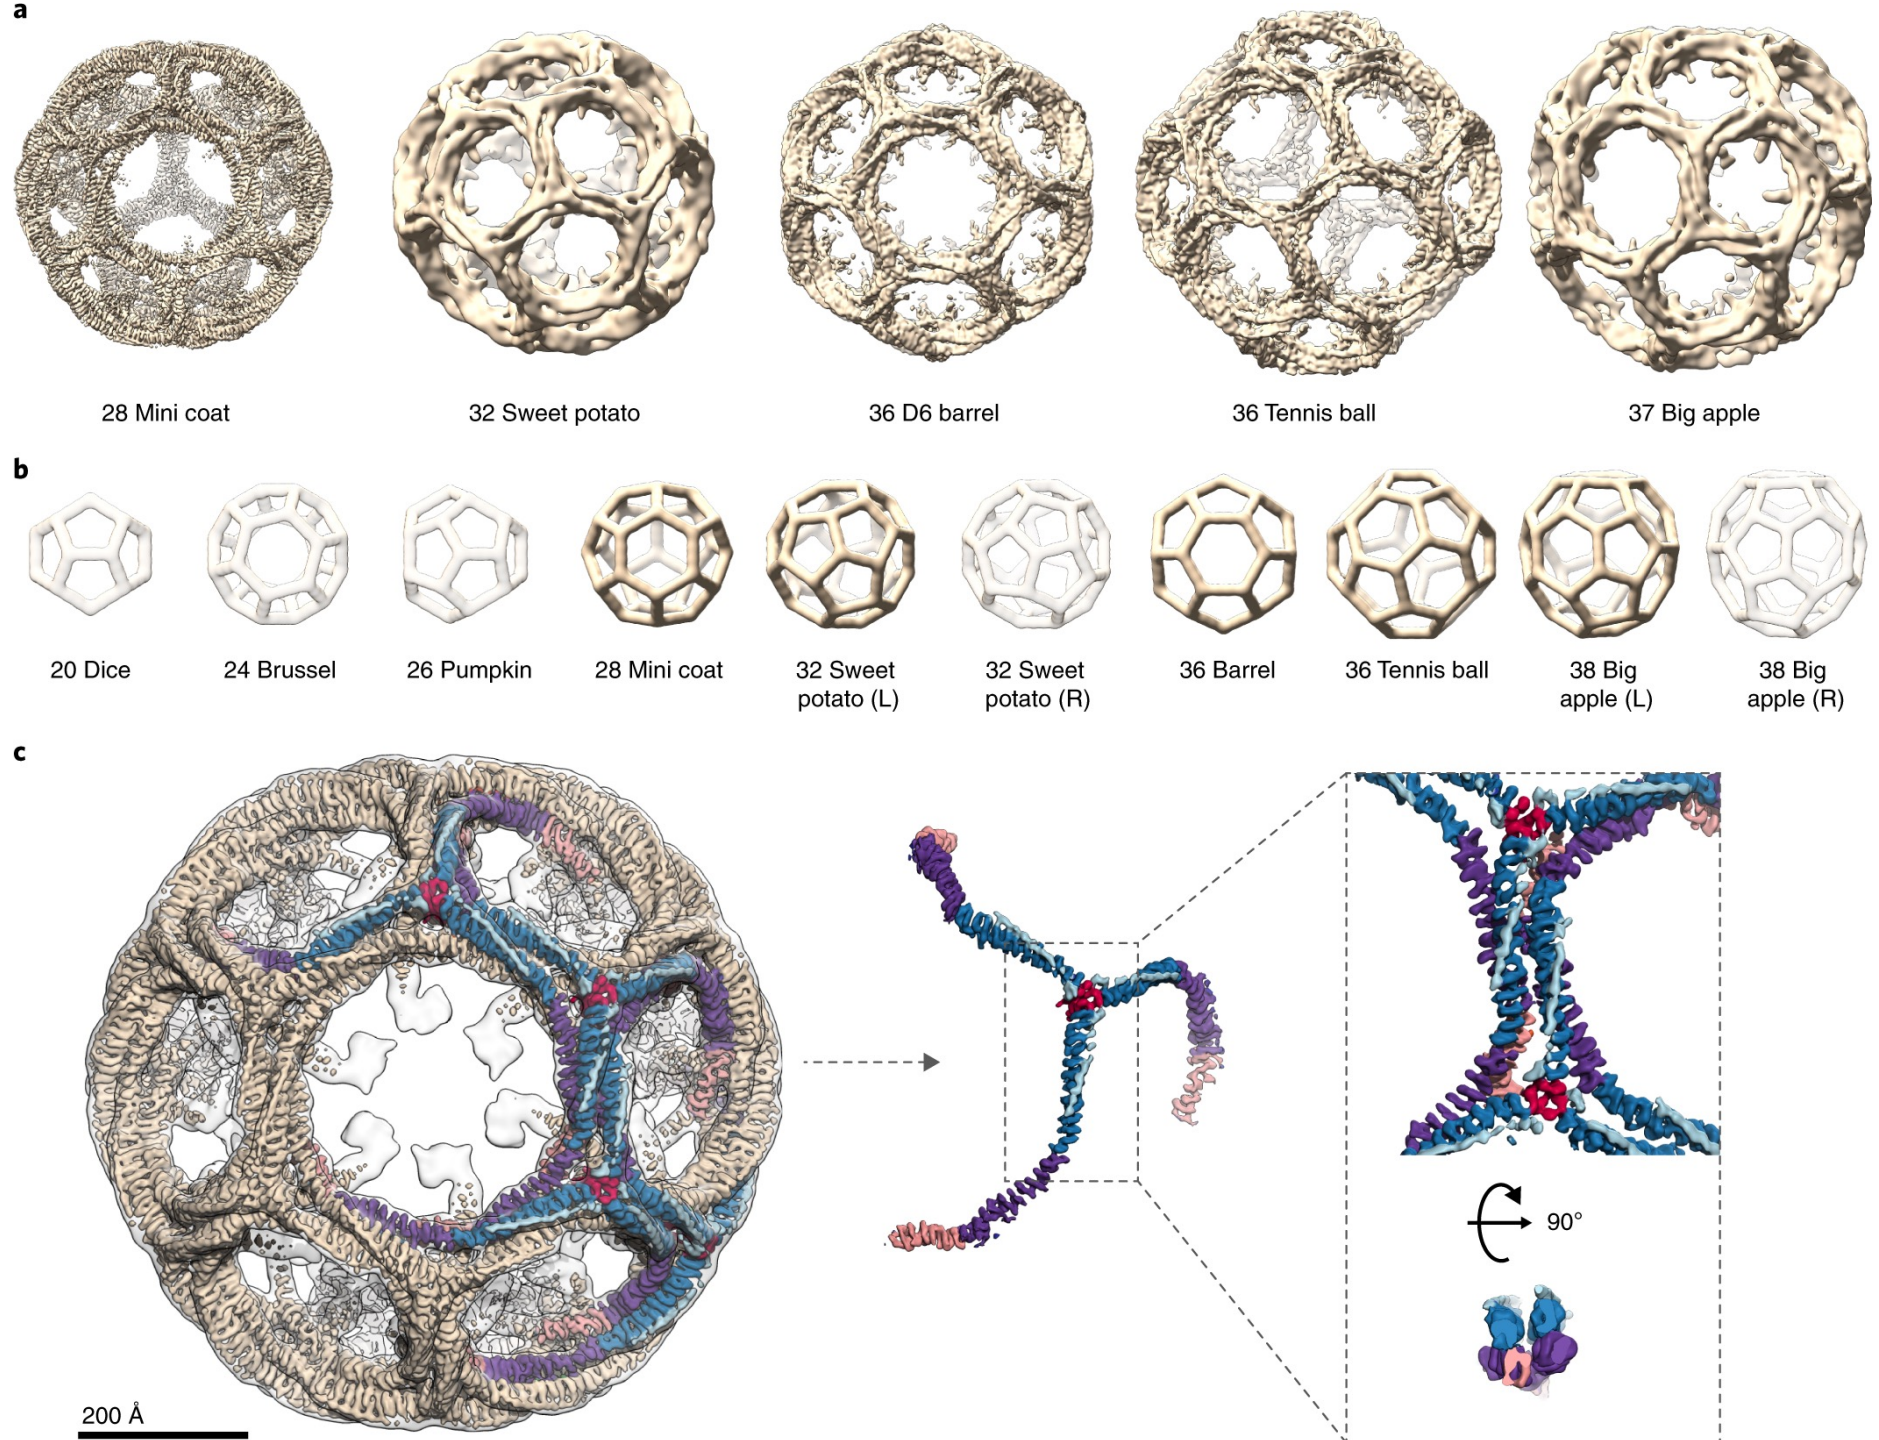 a
28 Mini coat
32 Sweet potato
36 D6 barrel
36 Tennis ball
37 Big apple
b
20 Dice
24 Brussel
26 Pumpkin
28 Mini coat
32 Sweet
potato (L)
32 Sweet
potato (R)
36 Barrel
36 Tennis ball
38 Big
apple (L)
38 Big
apple (R)
c
90°
200 Å